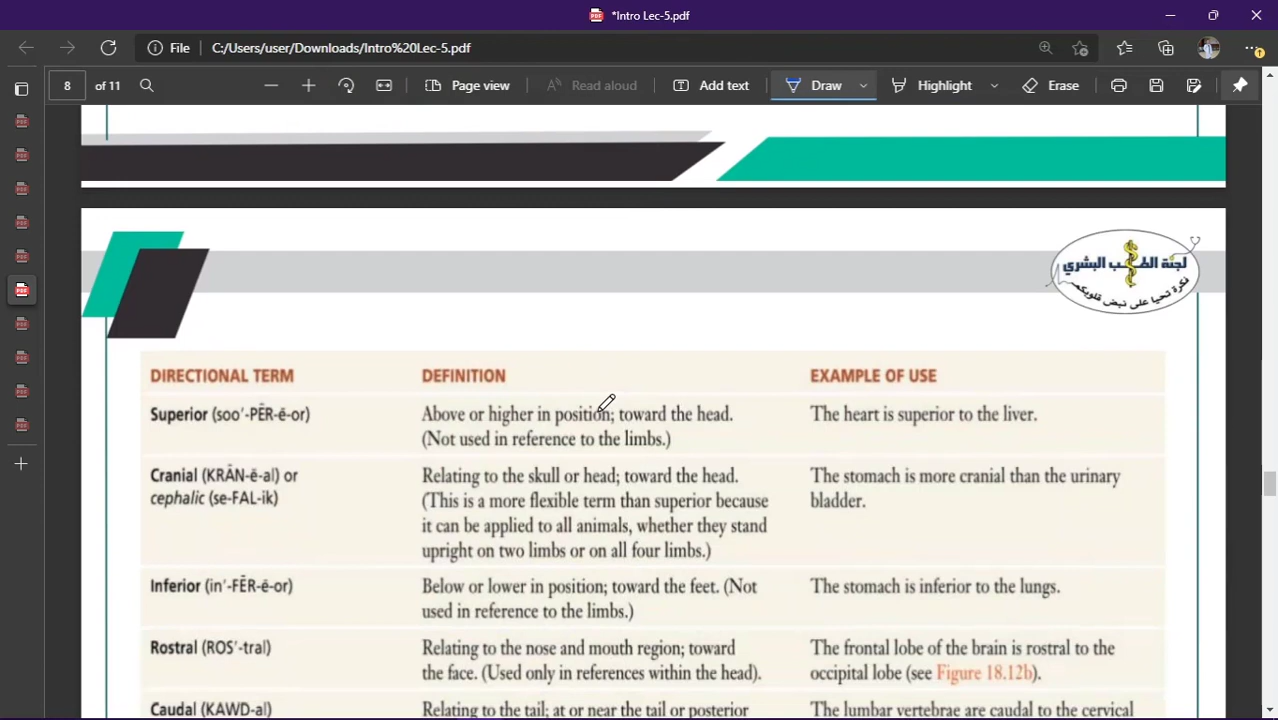 *Intro Lec-5.pdf
File
C:/Users/user/Downloads/Intro%20Lec-5.pdf
8 of 11
Page view
Read aloud
Add text
Draw
Highlight
Erase
لجنة الطب البشري
فكرة تحيا على نبض قلوبكم
DIRECTIONAL TERM DEFINITION EXAMPLE OF USE
Superior (soo′-PĒR-ē-or) Above or higher in position; toward the head. The heart is superior to the liver.
(Not used in reference to the limbs.)
Cranial (KRĀN-ē-al) or Relating to the skull or head; toward the head. The stomach is more cranial than the urinary
cephalic (se-FAL-ik) (This is a more flexible term than superior because bladder.
it can be applied to all animals, whether they stand
upright on two limbs or on all four limbs.)
Inferior (in′-FĒR-ē-or) Below or lower in position; toward the feet. (Not The stomach is inferior to the lungs.
used in reference to the limbs.)
Rostral (ROS′-tral) Relating to the nose and mouth region; toward The frontal lobe of the brain is rostral to the
the face. (Used only in references within the head). occipital lobe (see Figure 18.12b).
Caudal (KAWD-al) Relating to the tail; at or near the tail or posterior The lumbar vertebrae are caudal to the cervical